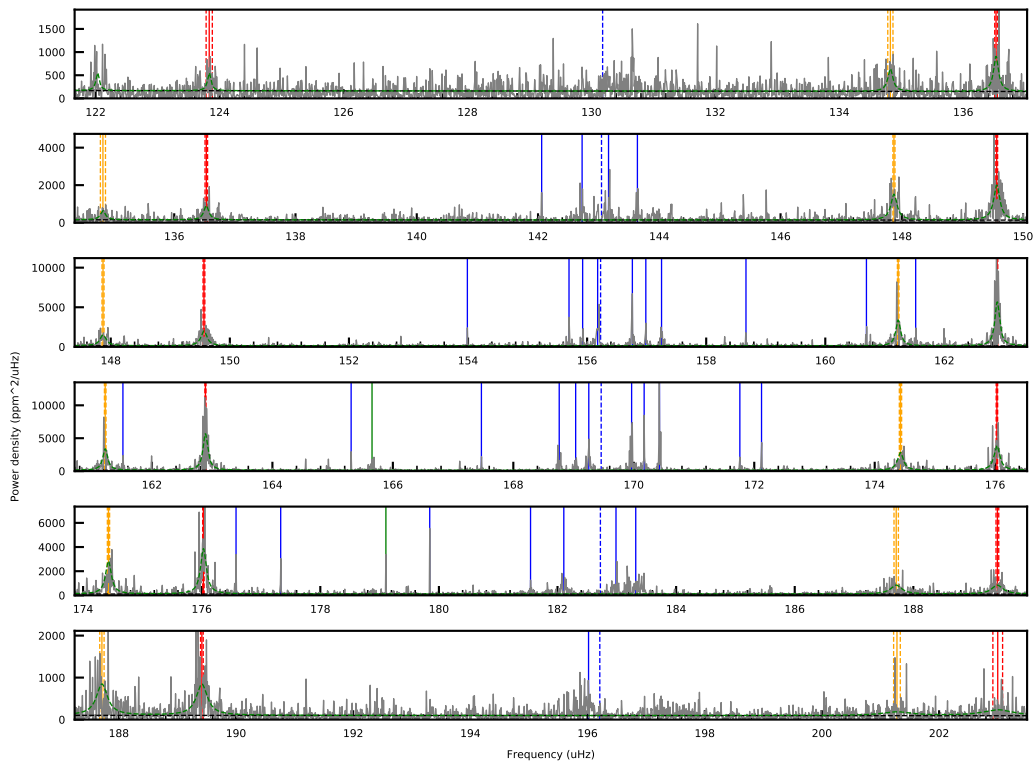 1500
1000
500
0
122 124 126 128 130 132 134 136
4000
2000
0
136 138 140 142 144 146 148 150
10000
5000
0
148 150 152 154 156 158 160 162
Power density (ppm^2/uHz)
10000
5000
0
162 164 166 168 170 172 174 176
6000
4000
2000
0
174 176 178 180 182 184 186 188
2000
1000
0
188 190 192 194 196 198 200 202
Frequency (uHz)